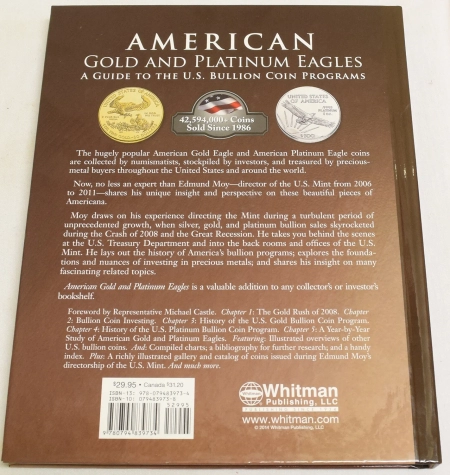 AMERICAN
GOLD AND PLATINUM EAGLES
A GUIDE TO THE U.S. BULLION COIN PROGRAMS
42,594,000+ Coins
Sold Since 1986
The hugely popular American Gold Eagle and American Platinum Eagle coins
are collected by numismatists, stockpiled by investors, and treasured by precious-
metal buyers throughout the United States and around the world.
Now, no less an expert than Edmund Moy—director of the U.S. Mint from 2006
to 2011—shares his unique insight and perspective on these beautiful pieces of
Americana.
Moy draws on his experience directing the Mint during a turbulent period of
unprecedented growth, when silver, gold, and platinum bullion sales skyrocketed
during the Crash of 2008 and the Great Recession. He takes you behind the scenes
at the U.S. Treasury Department and into the back rooms and offices of the U.S.
Mint. He lays out the history of America's bullion programs; explores the founda-
tions and nuances of investing in precious metals; and shares his insight on many
fascinating related topics.
American Gold and Platinum Eagles is a valuable addition to any collector's or investor's
bookshelf.
Foreword by Representative Michael Castle. Chapter 1: The Gold Rush of 2008. Chapter
2: Bullion Coin Investing. Chapter 3: History of the U.S. Gold Bullion Coin Program.
Chapter 4: History of the U.S. Platinum Bullion Coin Program. Chapter 5: A Year-by-Year
Study of American Gold and Platinum Eagles. Featuring: Illustrated overviews of other
U.S. bullion coins. And: Compiled charts; a bibliography for further research; and a handy
index. Plus: A richly illustrated gallery and catalog of coins issued during Edmund Moy's
directorship of the U.S. Mint. And much more.
$29.95 • Canada $31.20
ISBN-13: 978-079483973-4
ISBN-10: 079483973-6
52995
9 780794 839734
Whitman
Publishing, LLC
www.whitman.com
© 2014 Whitman Publishing, LLC